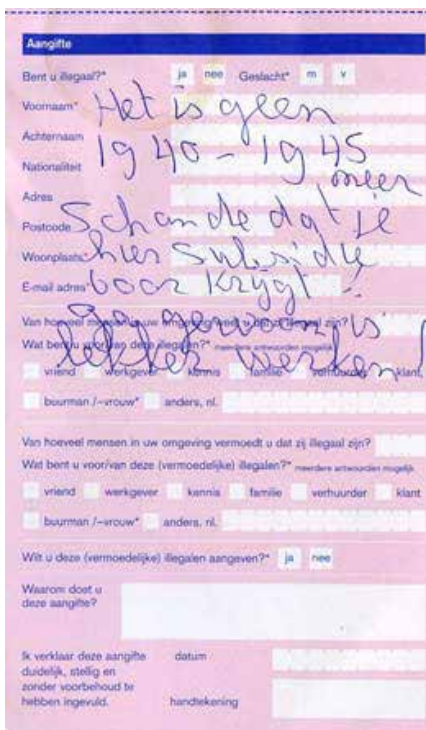 Aangifte
Bent u illegaal?* ja nee Geslacht* m v
Voornaam*
Het is geen
Achternaam
1940-1945
Nationaliteit
meer
Adres
Schande dat je
Postcode
hier subsidie
Woonplaats
voor krijgt!
E-mail adres*
Van hoeveel mensen in uw omgeving weet u dat zij illegaal zijn?
Ga gewoon is
Wat bent u voor/van deze illegalen?* meerdere antwoorden mogelijk
lekker werken!
vriend werkgever kennis familie verhuurder klant,
buurman /-vrouw* anders, nl.
Van hoeveel mensen in uw omgeving vermoedt u dat zij illegaal zijn?
Wat bent u voor/van deze (vermoedelijke) illegalen?* meerdere antwoorden mogelijk
vriend werkgever kennis familie verhuurder klant
buurman /-vrouw* anders, nl.
Wilt u deze (vermoedelijke) illegalen aangeven?* ja nee
Waarom doet u
deze aangifte?
Ik verklaar deze aangifte datum
duidelijk, stellig en
zonder voorbehoud te
hebben ingevuld. handtekening